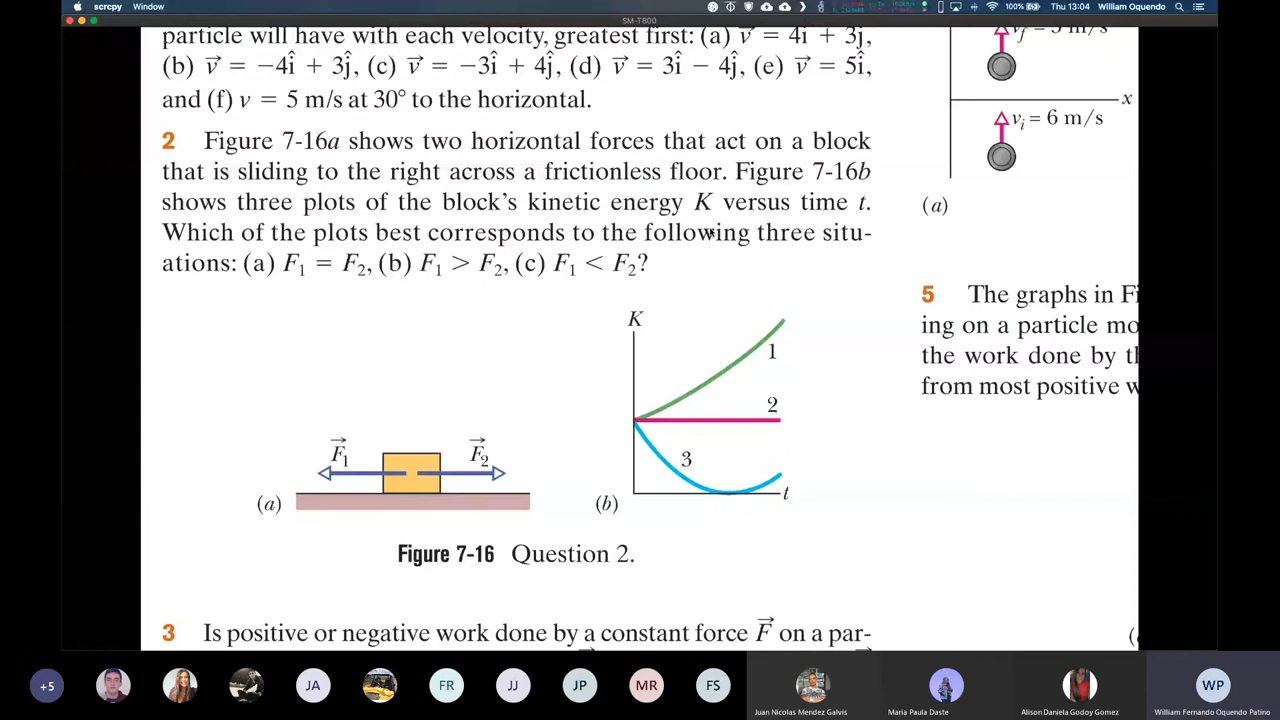 scrcpy Window
100%
Thu 13:04 William Oquendo
SM-T800
particle will have with each velocity, greatest first: (a) v⃗ = 4î + 3ĵ,
(b) v⃗ = −4î + 3ĵ, (c) v⃗ = −3î + 4ĵ, (d) v⃗ = 3î − 4ĵ, (e) v⃗ = 5î,
and (f) v = 5 m/s at 30° to the horizontal.
2 Figure 7-16a shows two horizontal forces that act on a block
that is sliding to the right across a frictionless floor. Figure 7-16b
shows three plots of the block's kinetic energy K versus time t.
Which of the plots best corresponds to the following three situ-
ations: (a) F₁ = F₂, (b) F₁ > F₂, (c) F₁ < F₂?
K
1
2
3
t
F⃗₁
F⃗₂
(a)
(b)
Figure 7-16 Question 2.
3 Is positive or negative work done by a constant force F⃗ on a par-
x
vᵢ = 6 m/s
(a)
5 The graphs in Fi
ing on a particle mo
the work done by th
from most positive w
+5
JA
FR
JJ
JP
MR
FS
WP
Juan Nicolas Mendez Galvis
Maria Paula Daste
Alison Daniela Godoy Gomez
William Fernando Oquendo Patino